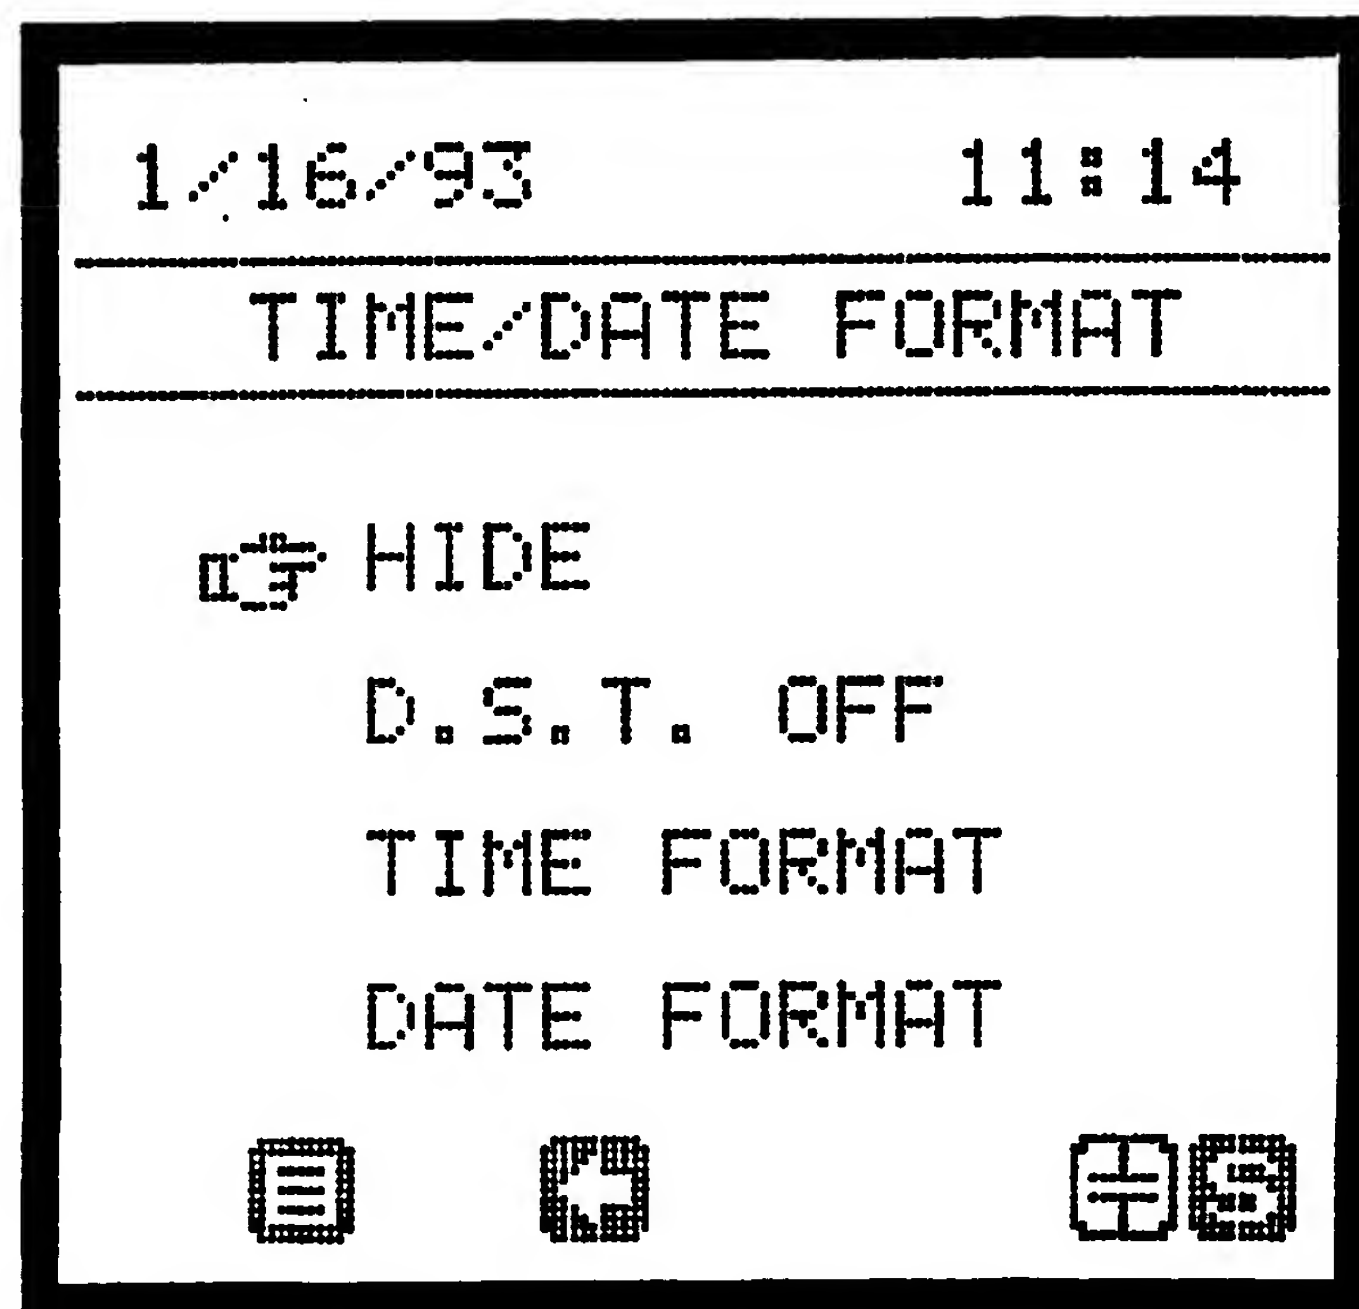 1/16/93 11:14
TIME/DATE FORMAT
HIDE
D.S.T. OFF
TIME FORMAT
DATE FORMAT
S